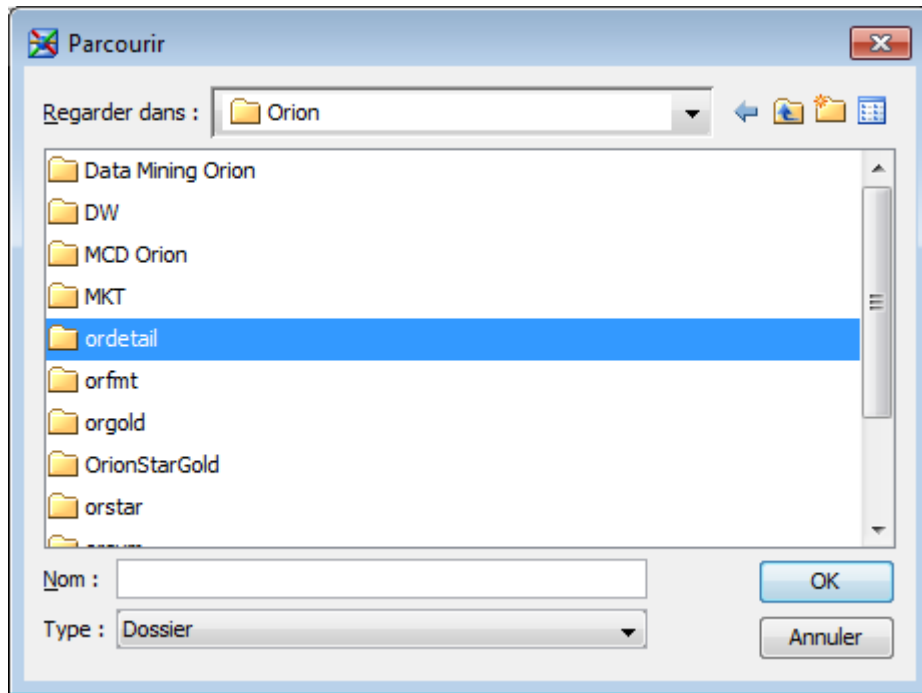 Parcourir
Regarder dans : Orion
Data Mining Orion
DW
MCD Orion
MKT
ordetail
orfmt
orgold
OrionStarGold
orstar
Nom :
OK
Type : Dossier
Annuler